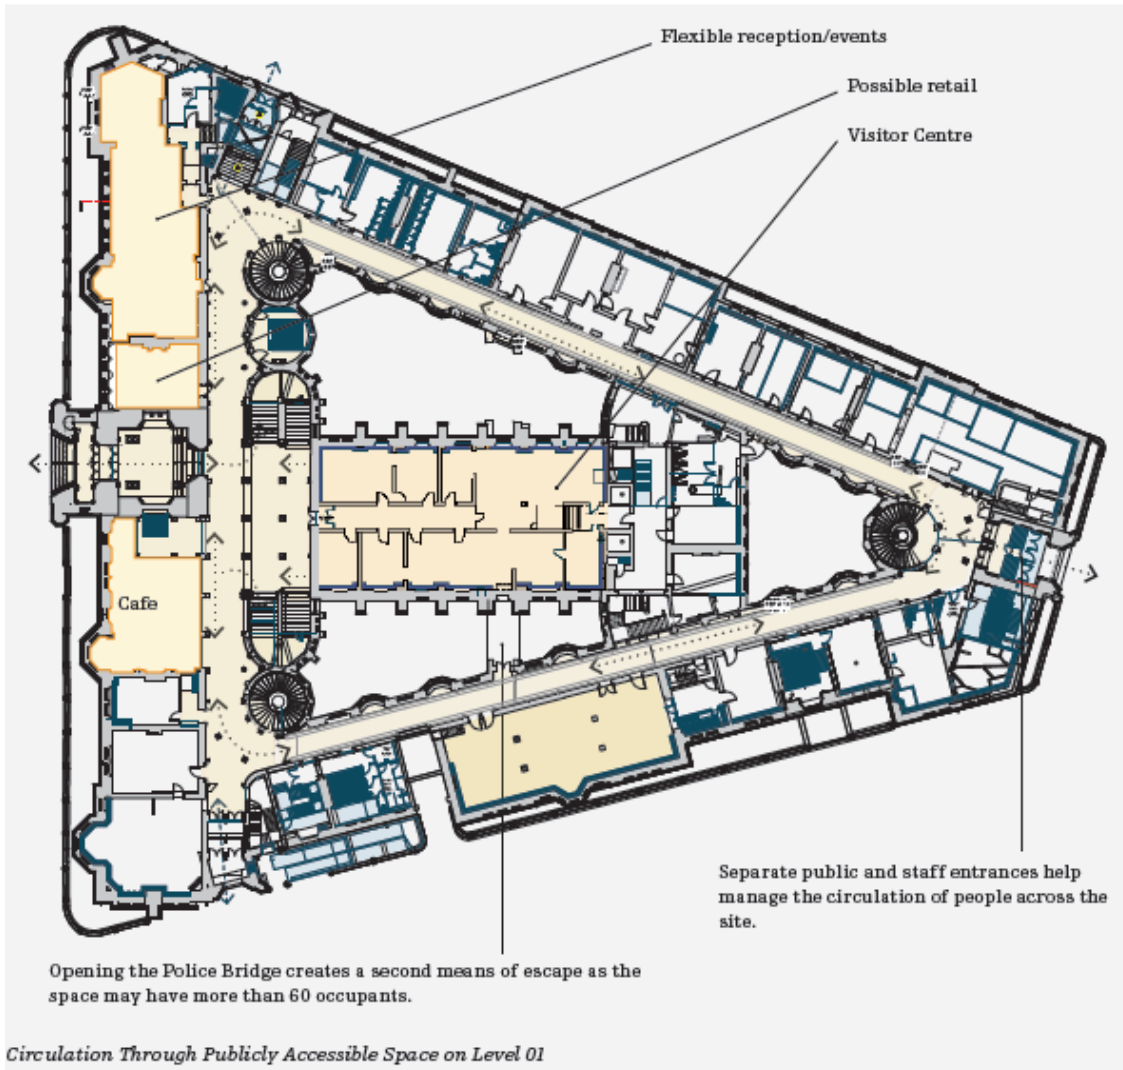 Flexible reception/events
Possible retail
Visitor Centre
Cafe
Separate public and staff entrances help
manage the circulation of people across the
site.
Opening the Police Bridge creates a second means of escape as the
space may have more than 60 occupants.
Circulation Through Publicly Accessible Space on Level 01